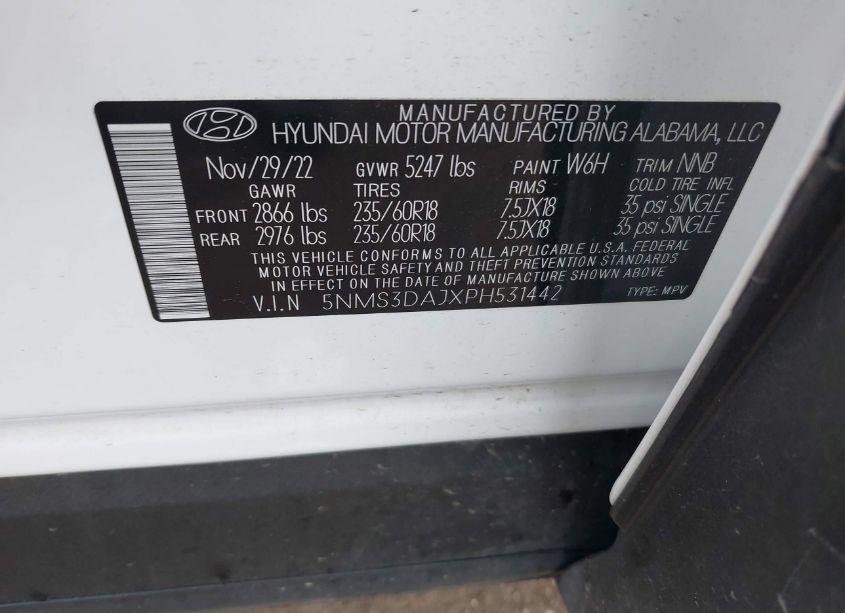 MANUFACTURED BY
HYUNDAI MOTOR MANUFACTURING ALABAMA, LLC
Nov/29/22 GVWR 5247 lbs PAINT W6H TRIM NNB
GAWR TIRES RIMS COLD TIRE INFL
FRONT 2866 lbs 235/60R18 7.5JX18 35 psi SINGLE
REAR 2976 lbs 235/60R18 7.5JX18 35 psi SINGLE
THIS VEHICLE CONFORMS TO ALL APPLICABLE U.S.A. FEDERAL
MOTOR VEHICLE SAFETY AND THEFT PREVENTION STANDARDS
IN EFFECT ON THE DATE OF MANUFACTURE SHOWN ABOVE
V.I.N 5NMS3DAJXPH531442 TYPE: MPV